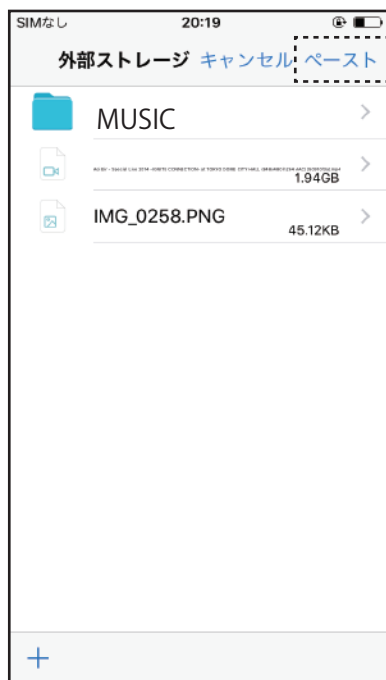 SIMなし 20:19
外部ストレージ キャンセル ペースト
MUSIC
1.94GB
IMG_0258.PNG
45.12KB